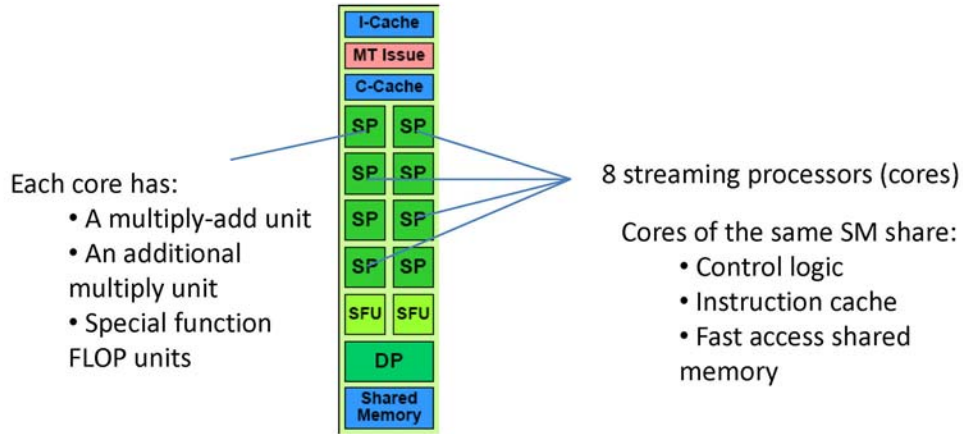 I-Cache
MT Issue
C-Cache
SP SP
SP SP
SP SP
SP SP
SFU SFU
DP
Shared
Memory
Each core has:
• A multiply-add unit
• An additional
multiply unit
• Special function
FLOP units
8 streaming processors (cores)
Cores of the same SM share:
• Control logic
• Instruction cache
• Fast access shared
memory